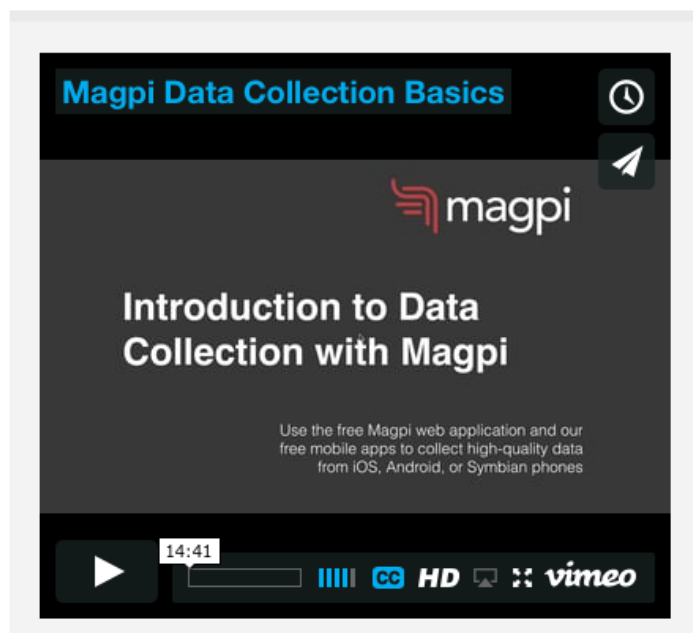 Magpi Data Collection Basics
magpi
Introduction to Data
Collection with Magpi
Use the free Magpi web application and our
free mobile apps to collect high-quality data
from iOS, Android, or Symbian phones
14:41
CC HD vimeo